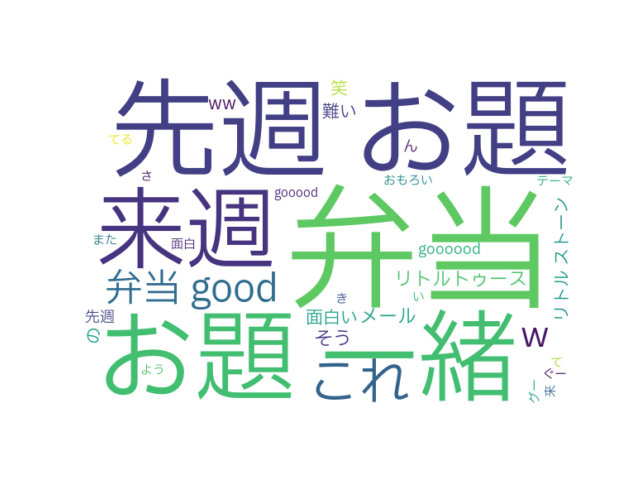 先週 お題
ww
笑
難い
てる
ん
さ
おもろい
テーマ
来週
gooood
弁当
また
面白
goooood
リトルストーン
弁当 good
リトルトゥース
い
き
先週
の
お題
面白い
メール
そう
w
一緒
これ
よう
て
ぐー
来
グー